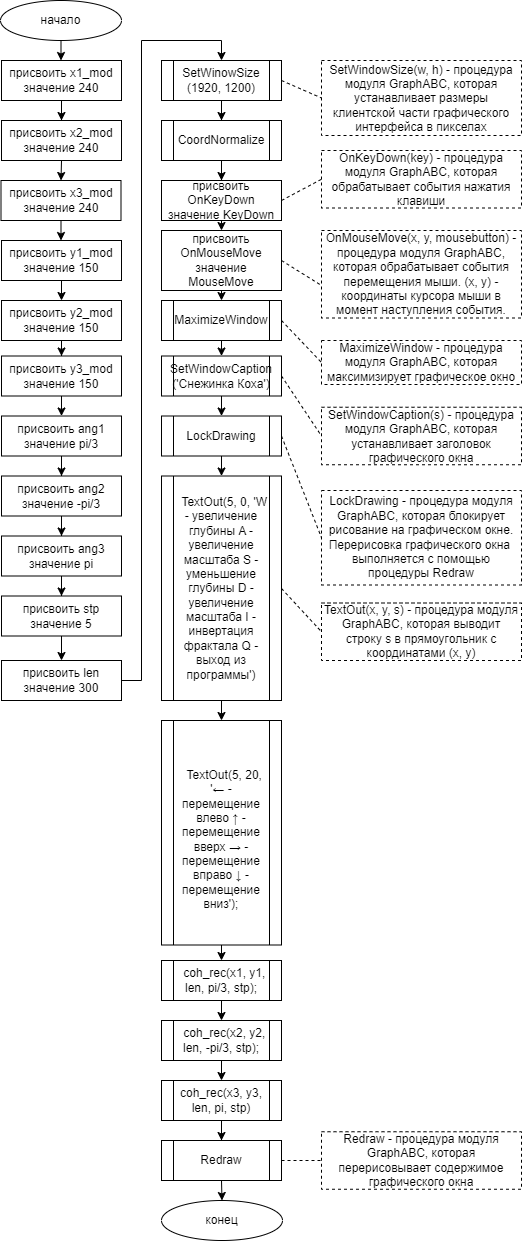 начало
присвоить x1_mod
значение 240
присвоить x2_mod
значение 240
присвоить x3_mod
значение 240
присвоить y1_mod
значение 150
присвоить y2_mod
значение 150
присвоить y3_mod
значение 150
присвоить ang1
значение pi/3
присвоить ang2
значение -pi/3
присвоить ang3
значение pi
присвоить stp
значение 5
присвоить len
значение 300
SetWinowSize
(1920, 1200)
CoordNormalize
присвоить
OnKeyDown
значение KeyDown
присвоить
OnMouseMove
значение
MouseMove
MaximizeWindow
SetWindowCaption
('Снежинка Коха')
LockDrawing
TextOut(5, 0, 'W
- увеличение
глубины A -
увеличение
масштаба S -
уменьшение
глубины D -
увеличение
масштаба I -
инвертация
фрактала Q -
выход из
программы')
TextOut(5, 20,
'← -
перемещение
влево ↑ -
перемещение
вверх → -
перемещение
вправо ↓ -
перемещение
вниз');
coh_rec(x1, y1,
len, pi/3, stp);
coh_rec(x2, y2,
len, -pi/3, stp);
coh_rec(x3, y3,
len, pi, stp)
Redraw
конец
SetWindowSize(w, h) - процедура
модуля GraphABC, которая
устанавливает размеры
клиентской части графического
интерфейса в пикселах
OnKeyDown(key) - процедура
модуля GraphABC, которая
обрабатывает события нажатия
клавиши
OnMouseMove(x, y, mousebutton) -
процедура модуля GraphABC,
которая обрабатывает события
перемещения мыши. (x, y) -
координаты курсора мыши в
момент наступления события.
MaximizeWindow - процедура
модуля GraphABC, которая
максимизирует графическое окно
SetWindowCaption(s) - процедура
модуля GraphABC, которая
устанавливает заголовок
графического окна
LockDrawing - процедура модуля
GraphABC, которая блокирует
рисование на графическом окне.
Перерисовка графического окна
выполняется с помощью
процедуры Redraw
TextOut(x, y, s) - процедура модуля
GraphABC, которая выводит
строку s в прямоугольник с
координатами (x, y)
Redraw - процедура модуля
GraphABC, которая
перерисовывает содержимое
графического окна